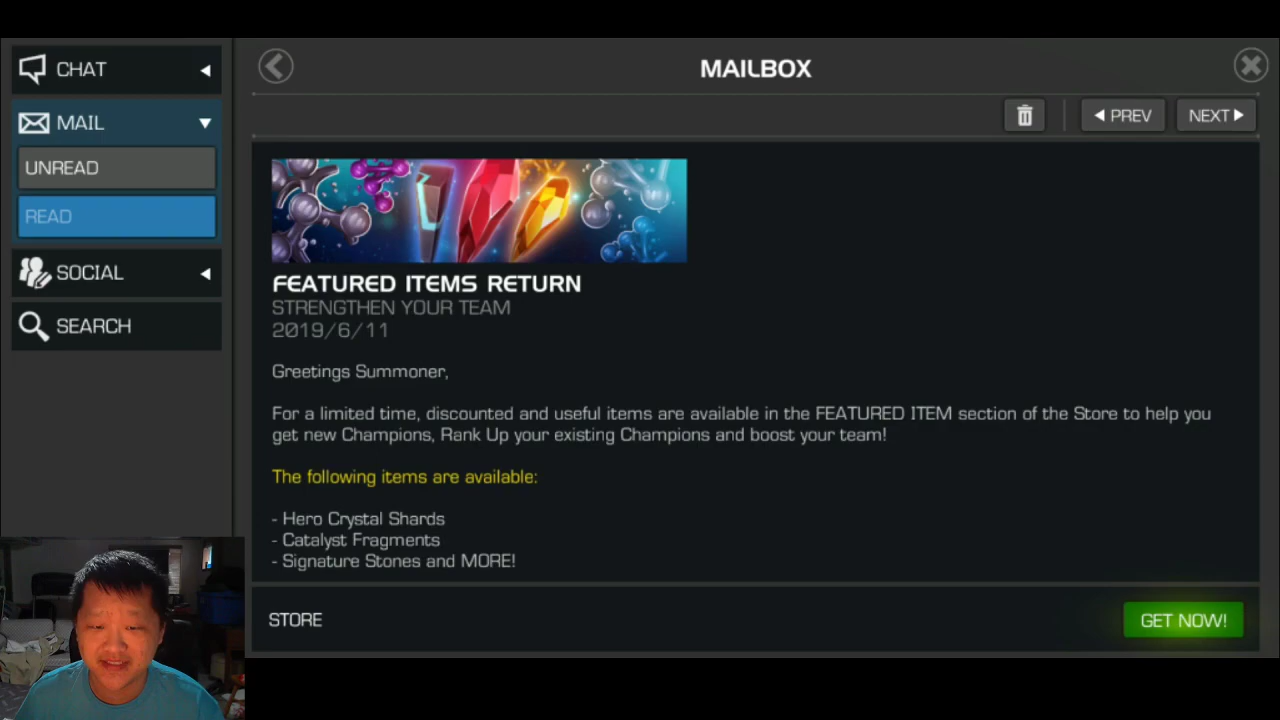 CHAT
MAIL
UNREAD
READ
SOCIAL
SEARCH
MAILBOX
PREV
NEXT
FEATURED ITEMS RETURN
STRENGTHEN YOUR TEAM
2019/6/11
Greetings Summoner,
For a limited time, discounted and useful items are available in the FEATURED ITEM section of the Store to help you
get new Champions, Rank Up your existing Champions and boost your team!
The following items are available:
- Hero Crystal Shards
- Catalyst Fragments
- Signature Stones and MORE!
STORE
GET NOW!